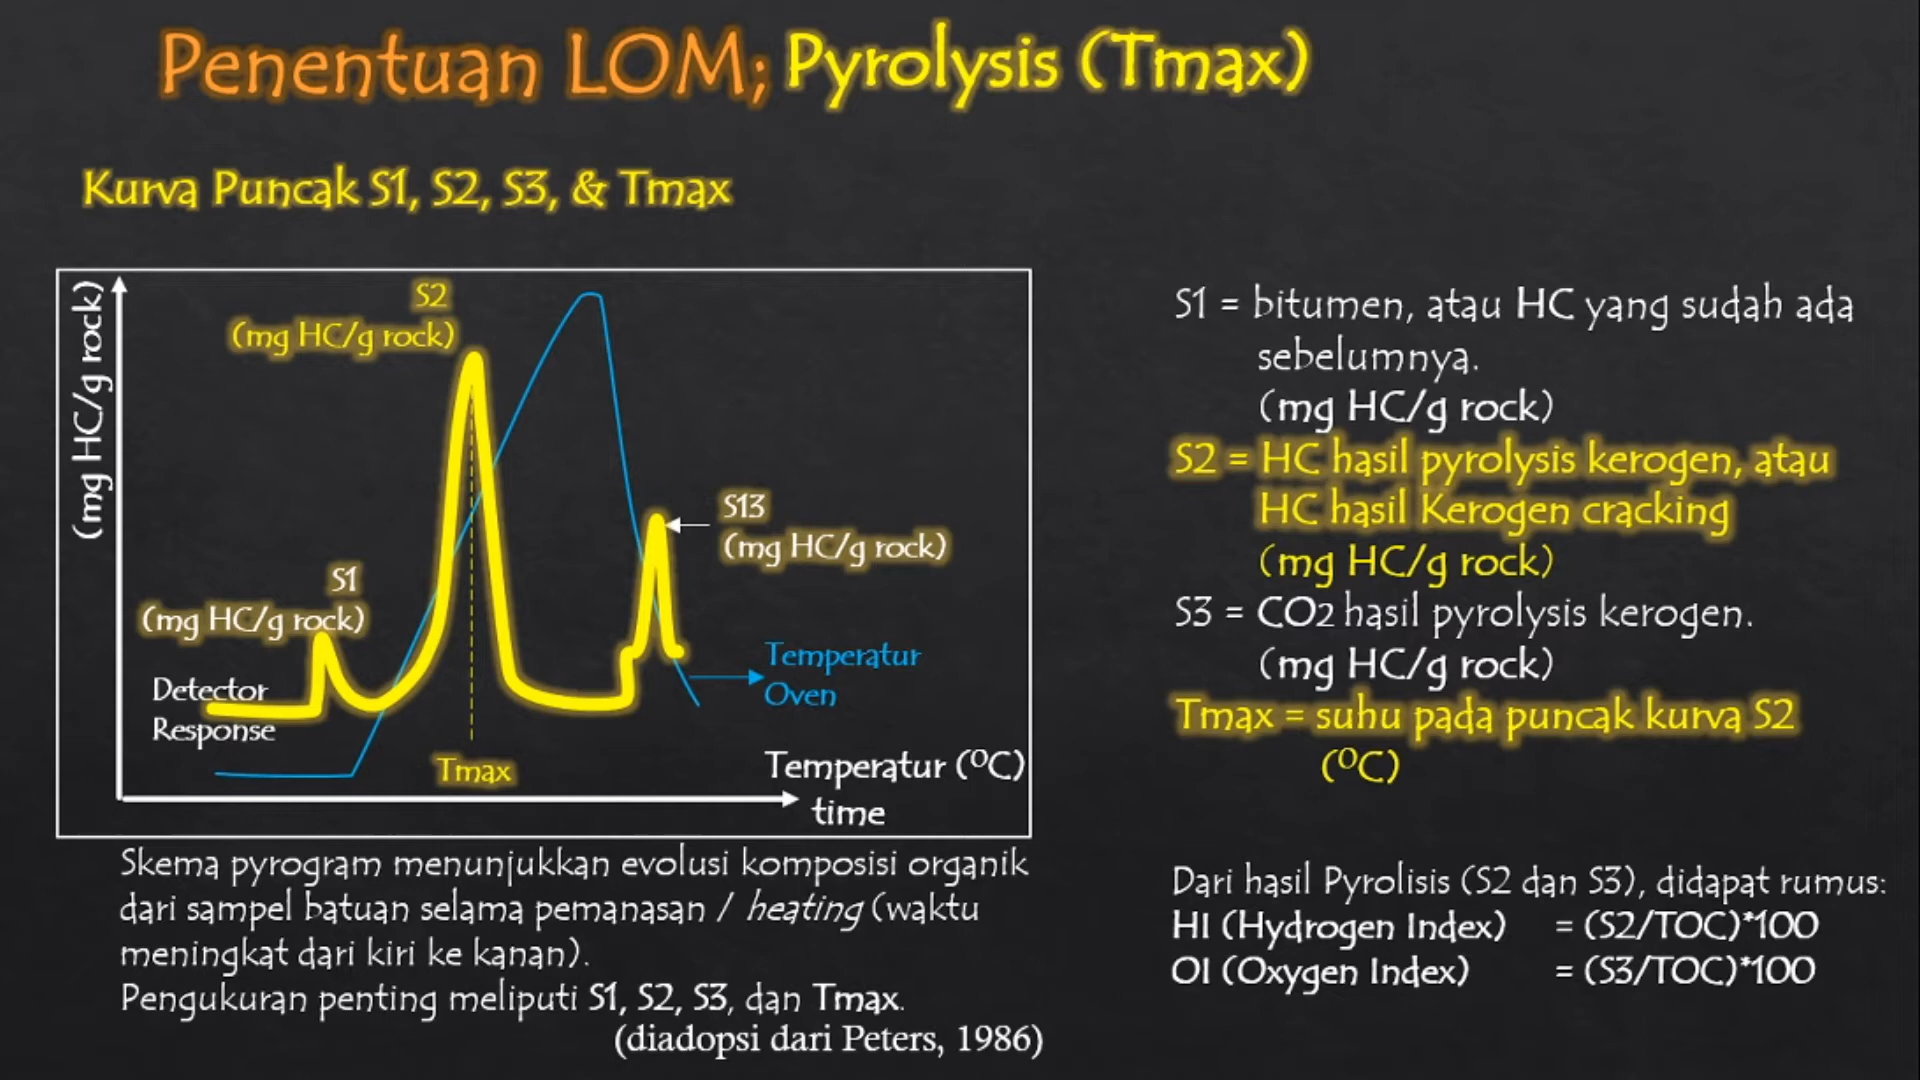 Penentuan LOM; Pyrolysis (Tmax)
Kurva Puncak S1, S2, S3, & Tmax
(mg HC/g rock)
S2
(mg HC/g rock)
S13
(mg HC/g rock)
S1
(mg HC/g rock)
Detector
Response
Temperatur
Oven
Tmax
Temperatur (⁰C)
time
Skema pyrogram menunjukkan evolusi komposisi organik
dari sampel batuan selama pemanasan / heating (waktu
meningkat dari kiri ke kanan).
Pengukuran penting meliputi S1, S2, S3, dan Tmax.
(diadopsi dari Peters, 1986)
S1 = bitumen, atau HC yang sudah ada
sebelumnya.
(mg HC/g rock)
S2 = HC hasil pyrolysis kerogen, atau
HC hasil Kerogen cracking
(mg HC/g rock)
S3 = CO2 hasil pyrolysis kerogen.
(mg HC/g rock)
Tmax = suhu pada puncak kurva S2
(⁰C)
Dari hasil Pyrolisis (S2 dan S3), didapat rumus:
HI (Hydrogen Index) = (S2/TOC)*100
OI (Oxygen Index) = (S3/TOC)*100